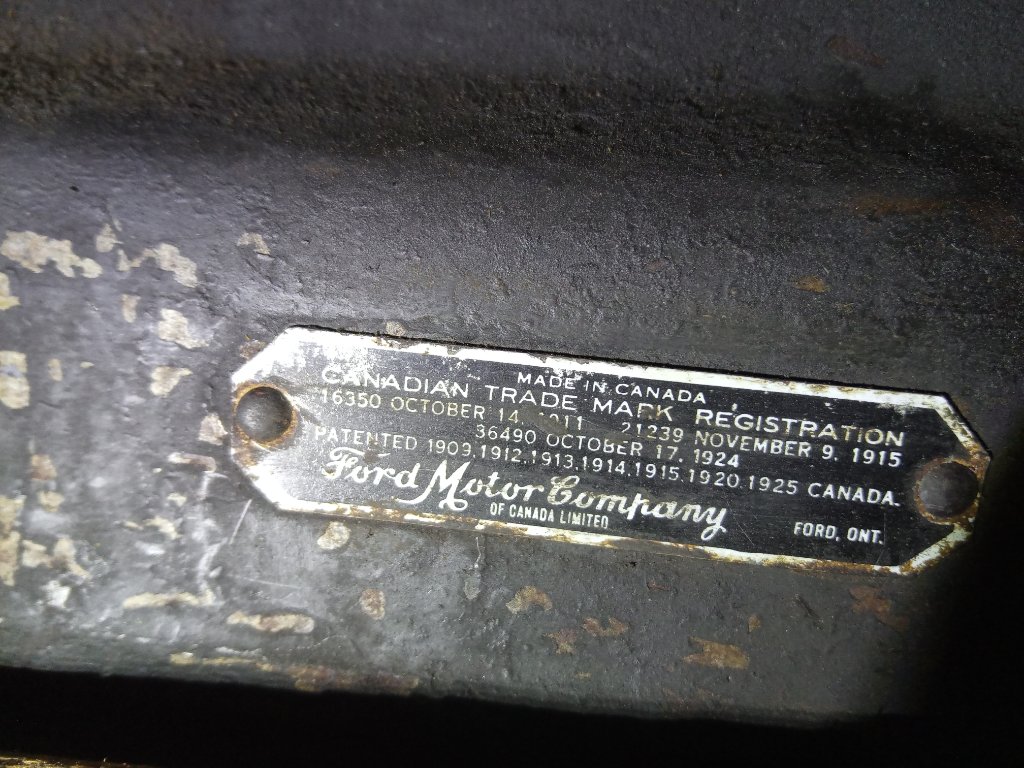 MADE IN CANADA
CANADIAN TRADE MARK REGISTRATION
16350 OCTOBER 14, 1911 21239 NOVEMBER 9, 1915
36490 OCTOBER 17, 1924
PATENTED 1909, 1912, 1913, 1914, 1915, 1920, 1925 CANADA.
Ford Motor Company
OF CANADA LIMITED
FORD, ONT.